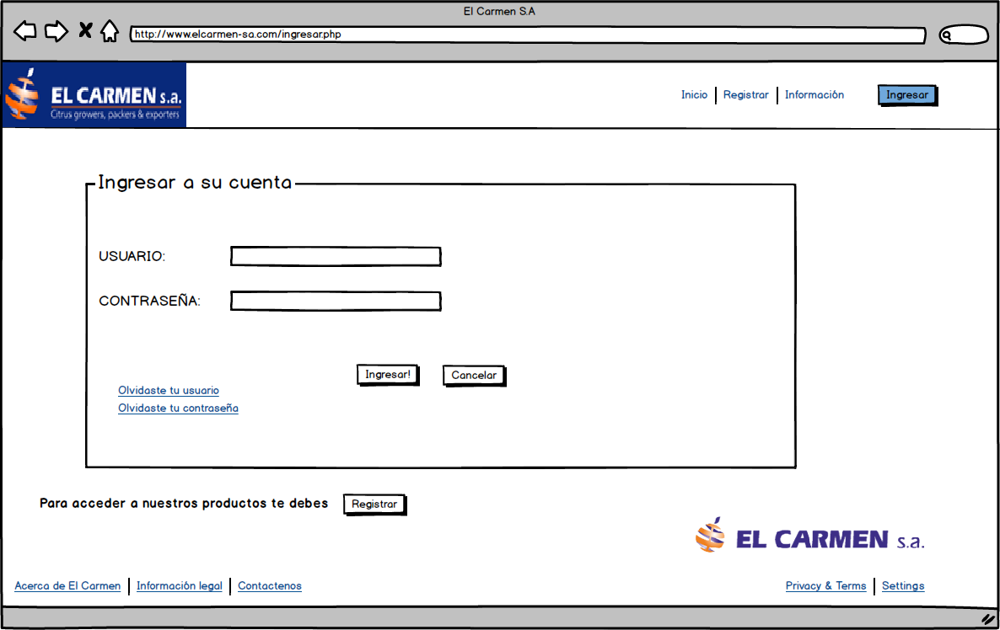 El Carmen S.A
http://www.elcarmen-sa.com/ingresar.php
EL CARMEN s.a.
Citrus growers, packers & exporters
Inicio Registrar Información Ingresar
Ingresar a su cuenta
USUARIO:
CONTRASEÑA:
Ingresar! Cancelar
Olvidaste tu usuario
Olvidaste tu contraseña
Para acceder a nuestros productos te debes Registrar
EL CARMEN s.a.
Acerca de El Carmen Información legal Contactenos Privacy & Terms Settings